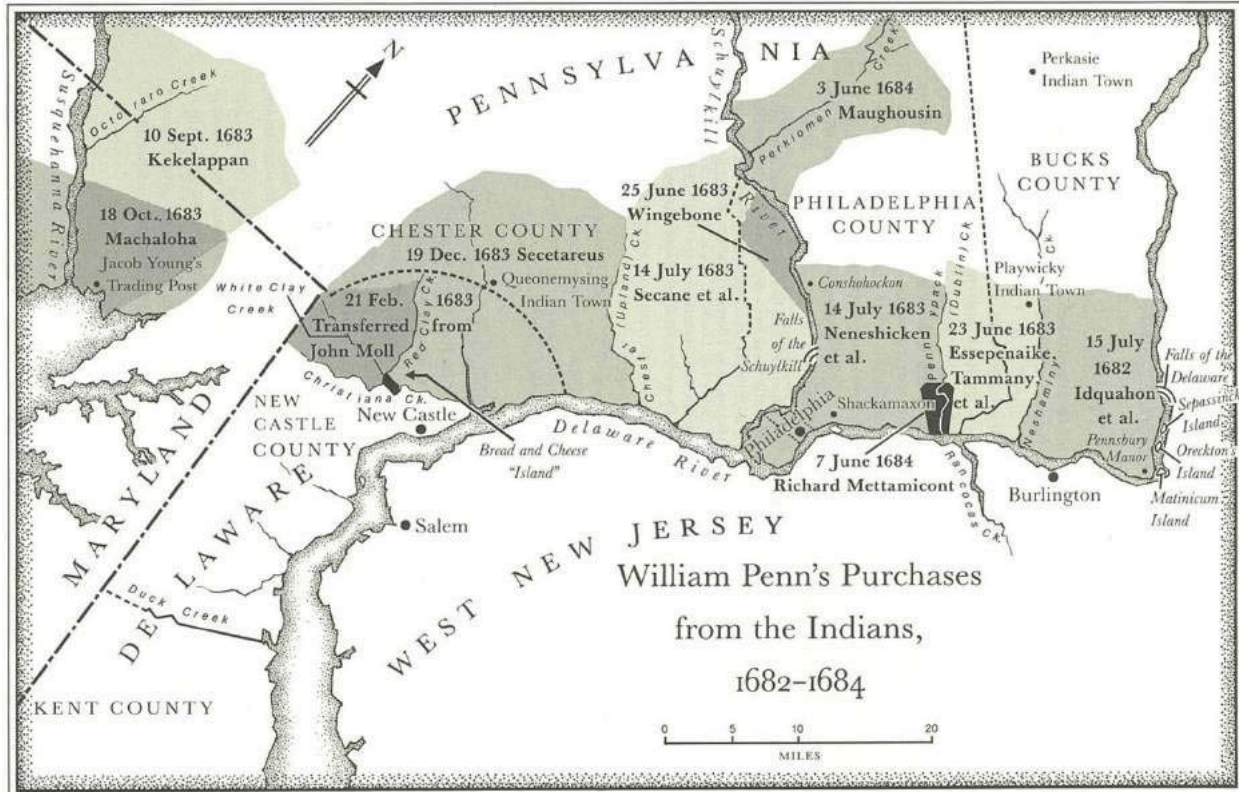 PENNSYLVANIA
N
Susquehanna River
Octoraro Creek
10 Sept. 1683
Kekelappan
18 Oct. 1683
Machaloha
Jacob Young's
Trading Post
White Clay
Creek
CHESTER COUNTY
19 Dec. 1683 Secetareus
Queonemysing
Indian Town
21 Feb. 1683
Transferred from
John Moll
Red Clay Ck.
Christiana Ck.
NEW
CASTLE
COUNTY
New Castle
Bread and Cheese
"Island"
Delaware
River
Chester (Upland) Ck.
25 June 1683
Wingebone
14 July 1683
Secane et al.
Falls
of the
Schuylkill
Schuylkill
River
3 June 1684
Maughousin
Perkiomen Creek
PHILADELPHIA
COUNTY
Conshohockon
14 July 1683
Neneshicken
et al.
Philadelphia
Shackamaxon
7 June 1684
Richard Mettamicont
Pennypack
(Dublin) Ck
23 June 1683
Essepenaike,
Tammany,
et al.
Perkasie
Indian Town
BUCKS
COUNTY
Playwicky
Indian Town
Neshaminy Ck.
15 July
1682
Idquahon
et al.
Pennsbury
Manor
Falls of the
Delaware
Sepassinck
Island
Oreckton's
Island
Matinicum
Island
Burlington
Rancocas Ck.
MARYLAND
DELAWARE
Duck Creek
KENT COUNTY
Salem
WEST NEW JERSEY
William Penn's Purchases
from the Indians,
1682–1684
0 10 20
MILES